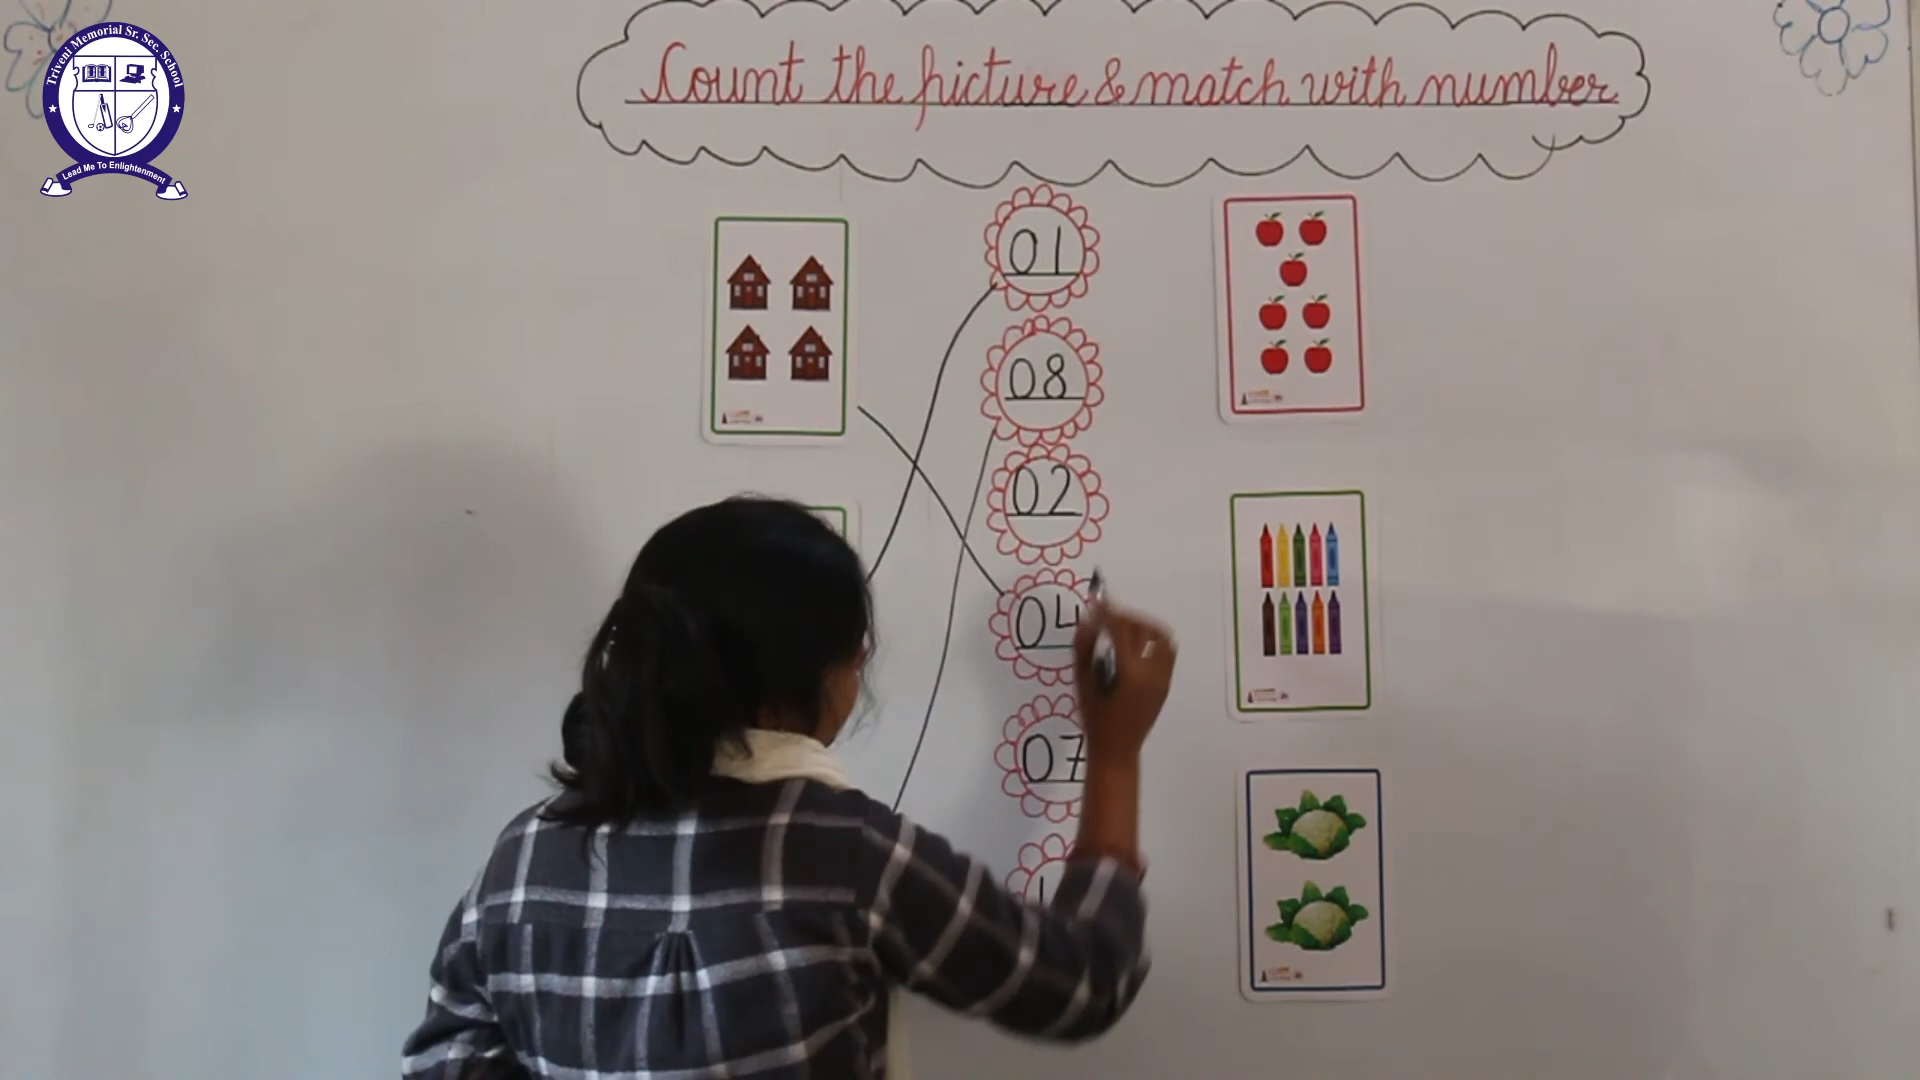 Triveni Memorial Sr. Sec. School
Lead Me To Enlightenment
Count the picture & match with number
01
08
02
04
07